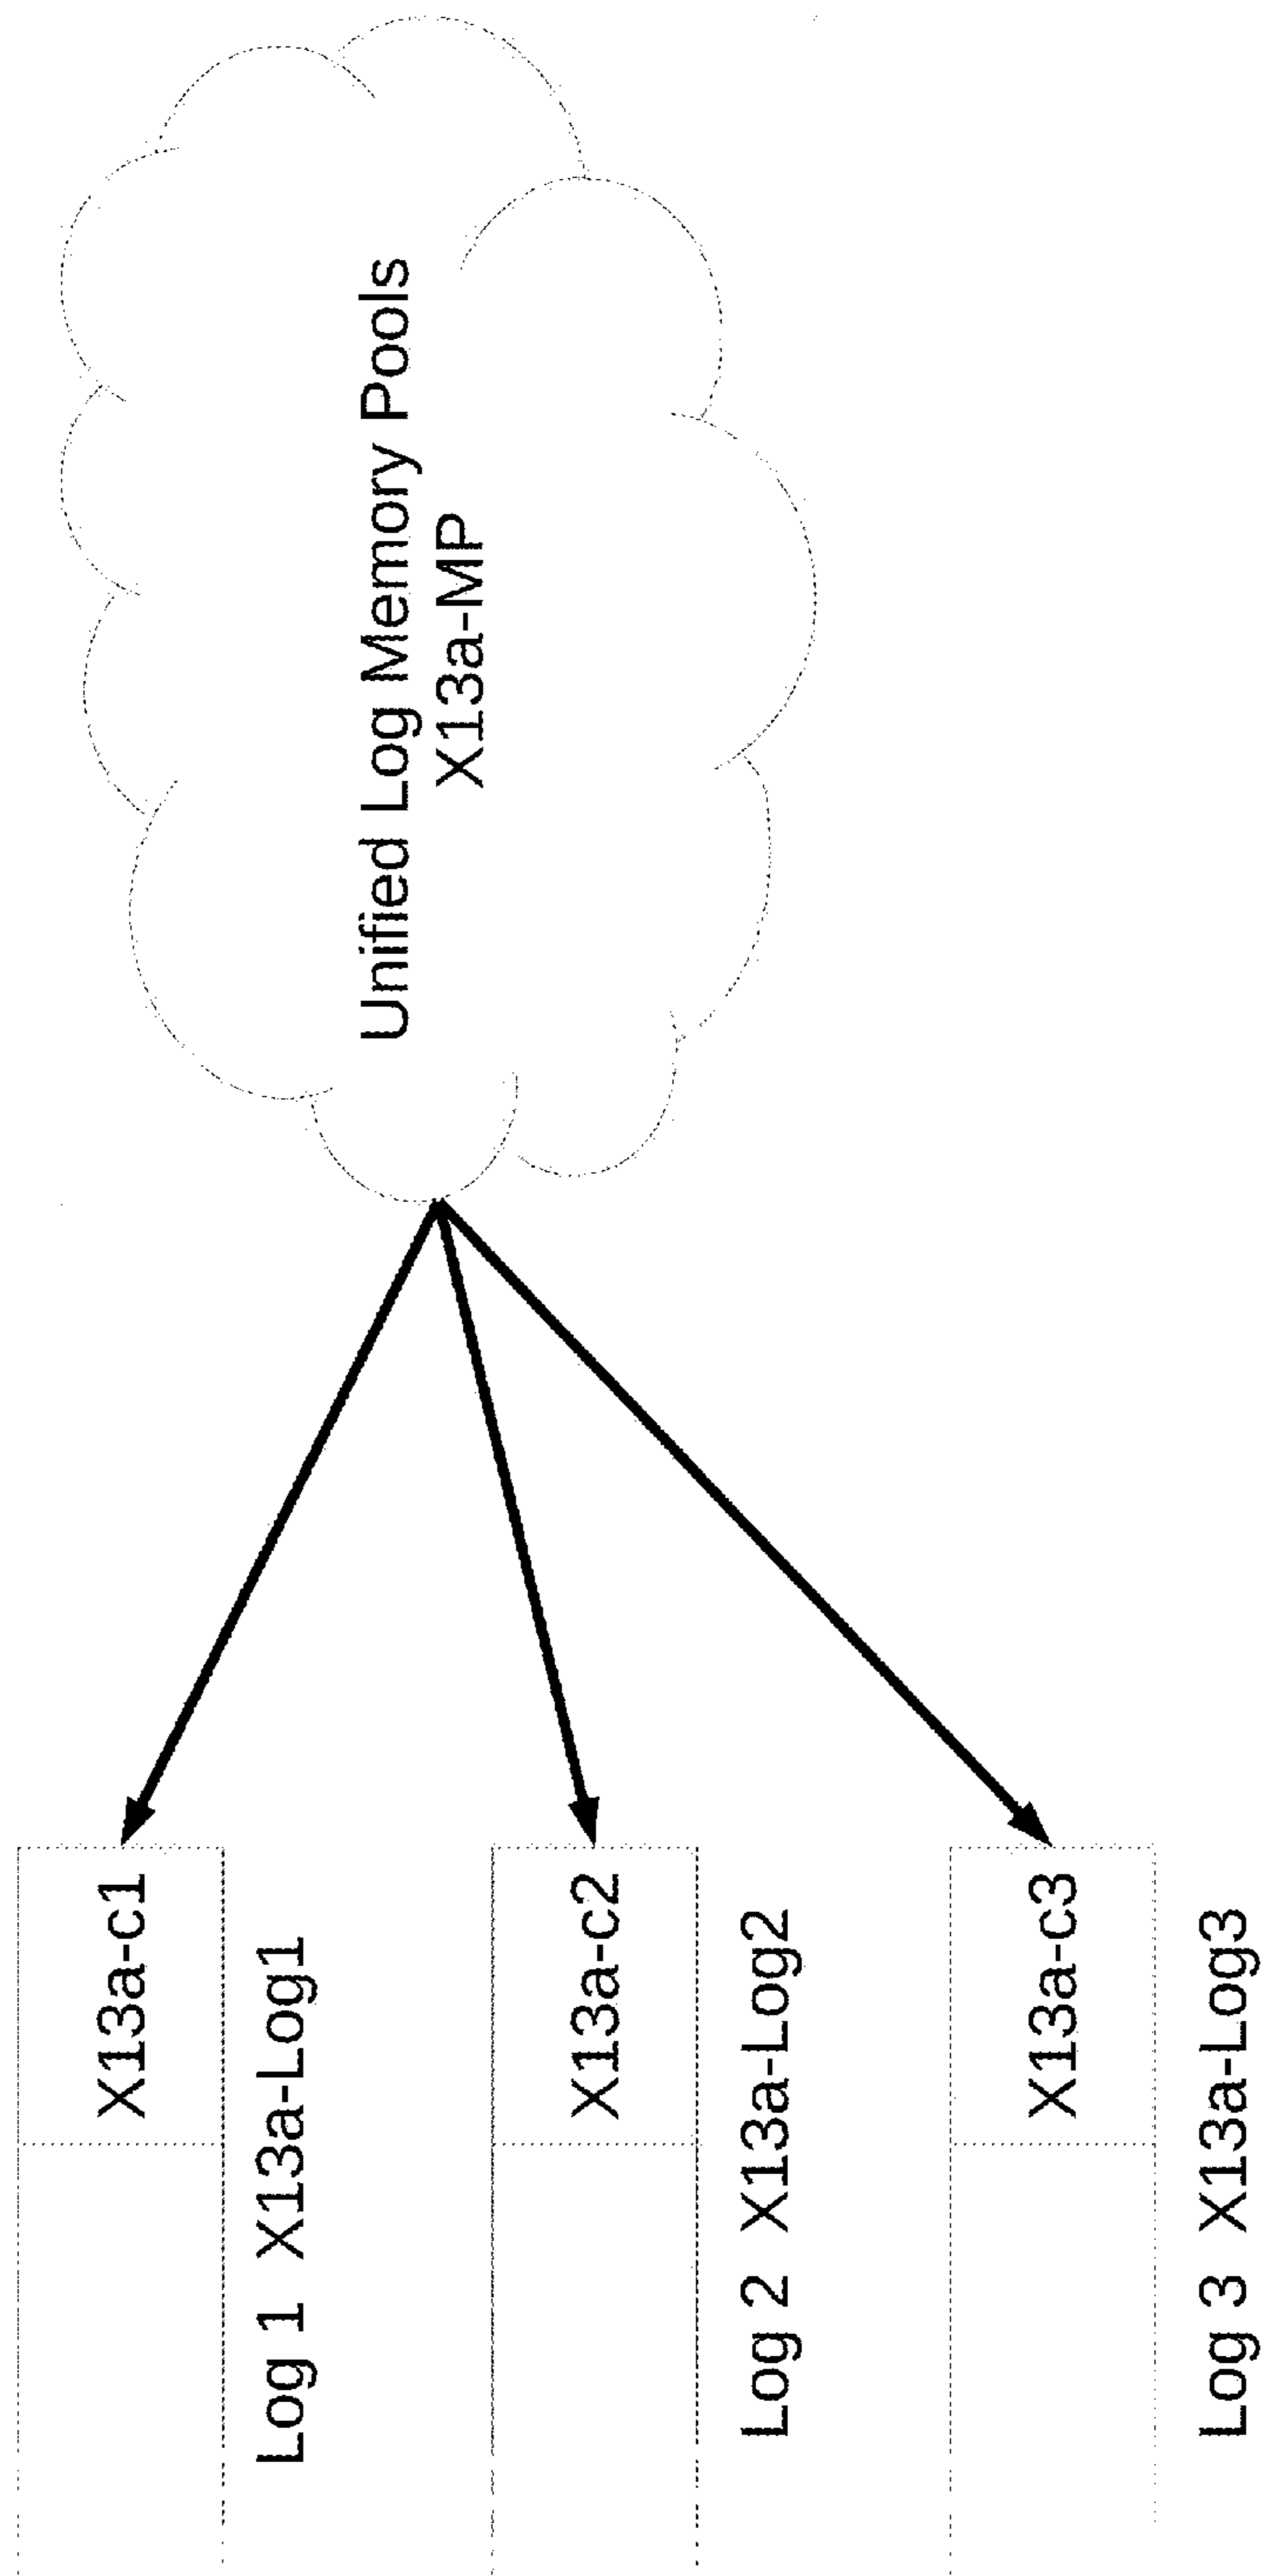 X13a-c1
Log 1 X13a-Log1
Unified Log Memory Pools
X13a-MP
X13a-c2
Log 2 X13a-Log2
X13a-c3
Log 3 X13a-Log3